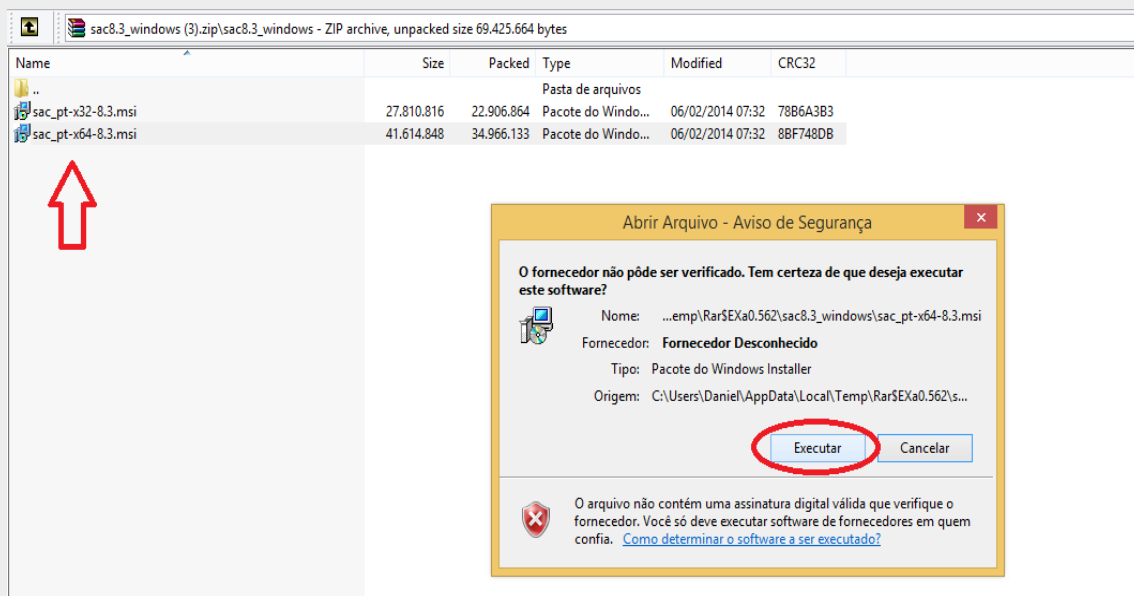 sac8.3_windows (3).zip\sac8.3_windows - ZIP archive, unpacked size 69.425.664 bytes
Name Size Packed Type Modified CRC32
.. Pasta de arquivos
sac_pt-x32-8.3.msi 27.810.816 22.906.864 Pacote do Windo... 06/02/2014 07:32 78B6A3B3
sac_pt-x64-8.3.msi 41.614.848 34.966.133 Pacote do Windo... 06/02/2014 07:32 8BF748DB
Abrir Arquivo - Aviso de Segurança
O fornecedor não pôde ser verificado. Tem certeza de que deseja executar
este software?
Nome: ...emp\Rar$EXa0.562\sac8.3_windows\sac_pt-x64-8.3.msi
Fornecedor: Fornecedor Desconhecido
Tipo: Pacote do Windows Installer
Origem: C:\Users\Daniel\AppData\Local\Temp\Rar$EXa0.562\s...
Executar Cancelar
O arquivo não contém uma assinatura digital válida que verifique o
fornecedor. Você só deve executar software de fornecedores em quem
confia. Como determinar o software a ser executado?